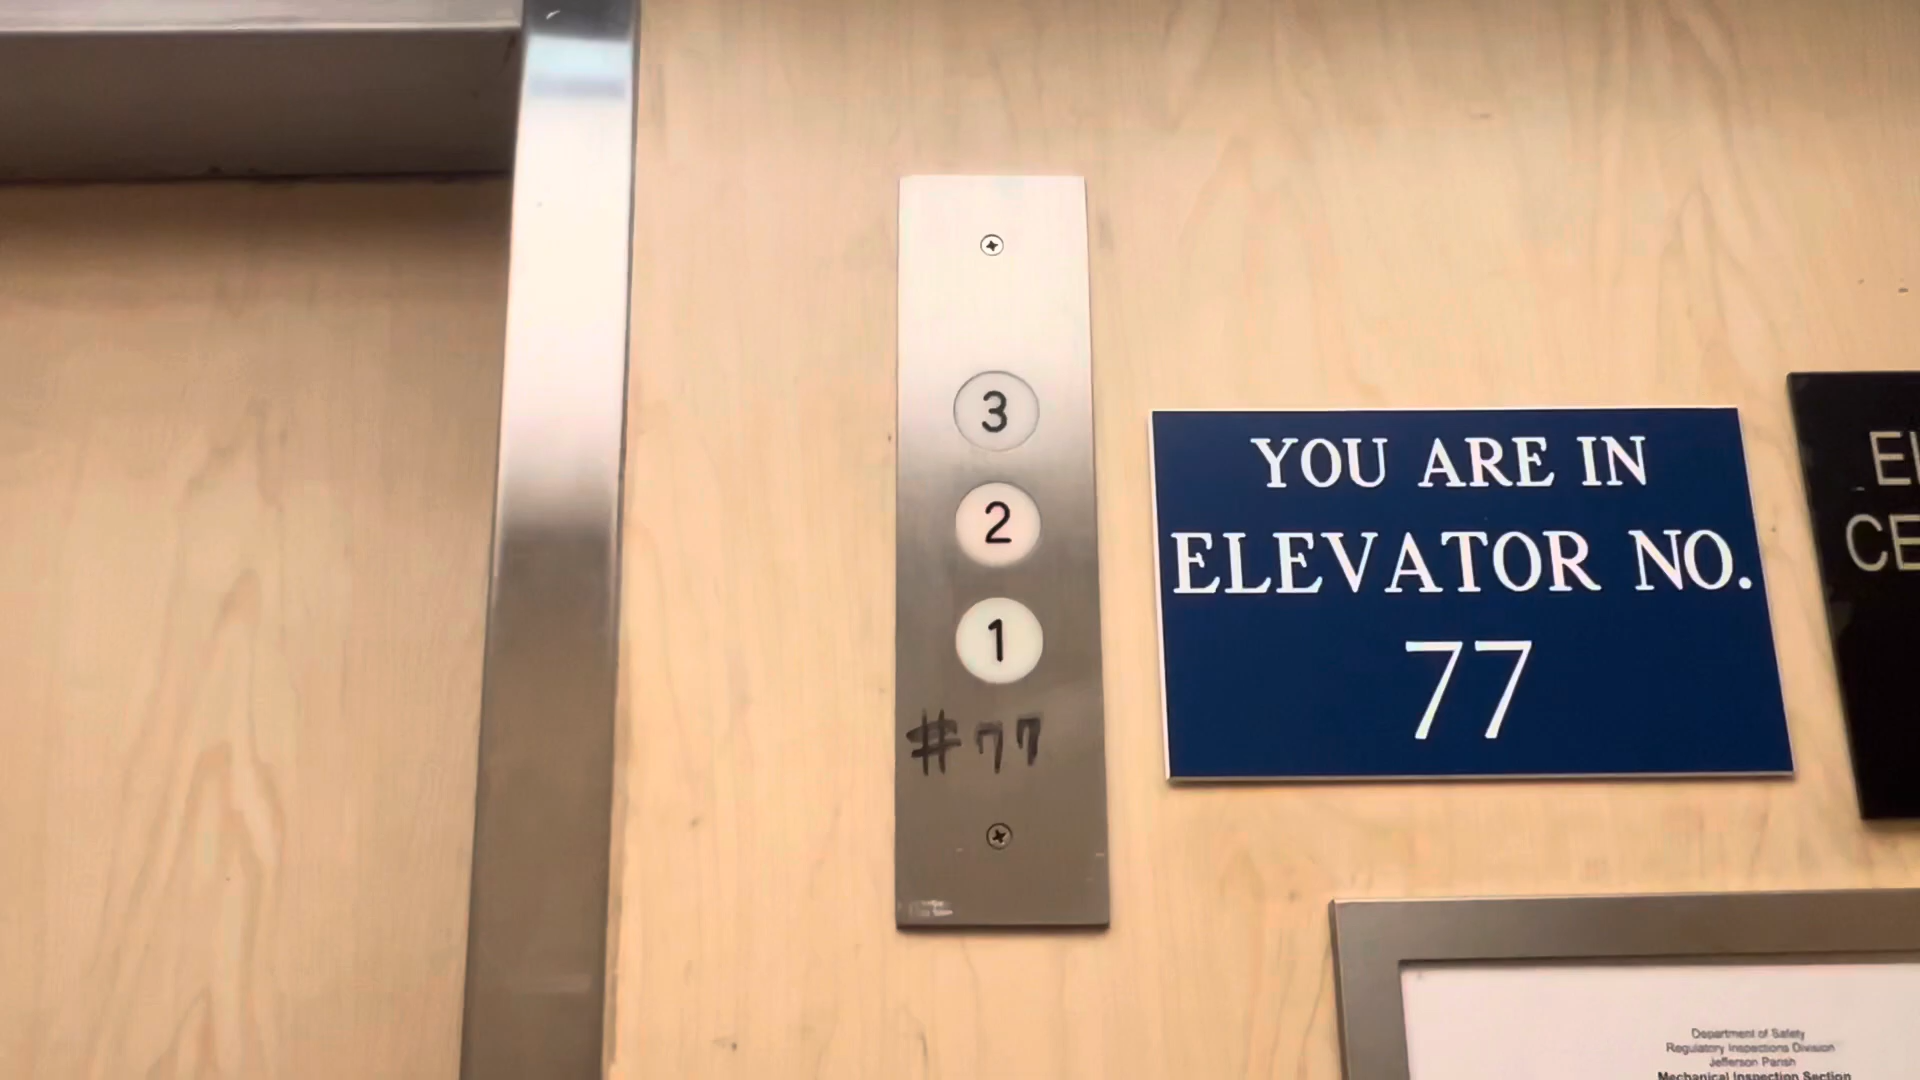 3
2
1
#77
YOU ARE IN
ELEVATOR NO.
77
Department of Safety
Regulatory Inspections Division
Jefferson Parish
Mechanical Inspection Section